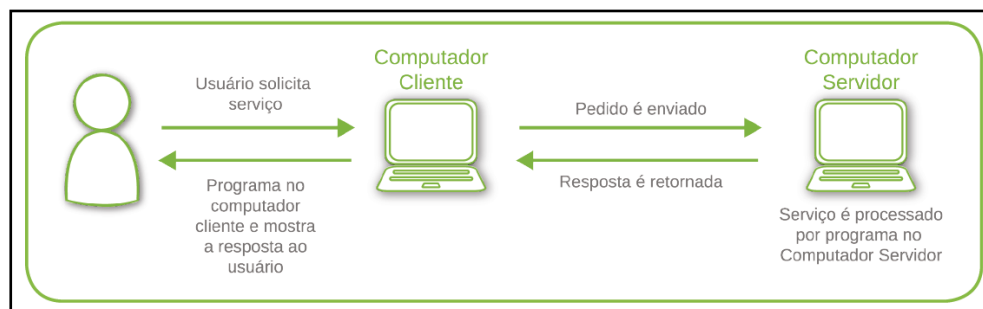 Usuário solicita
serviço
Programa no
computador
cliente e mostra
a resposta ao
usuário
Computador
Cliente
Pedido é enviado
Resposta é retornada
Computador
Servidor
Serviço é processado
por programa no
Computador Servidor